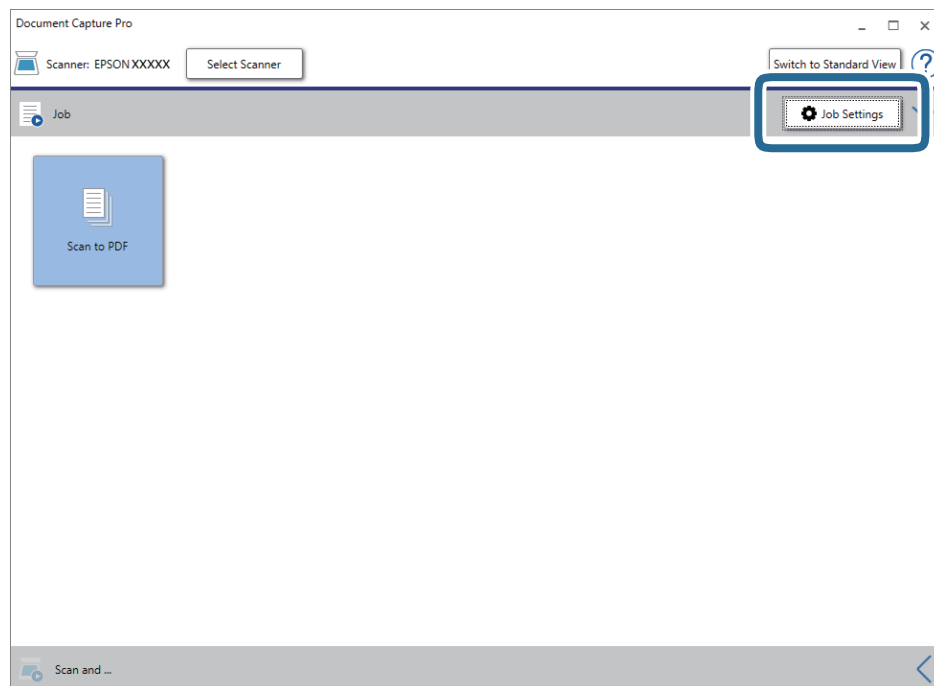 Document Capture Pro
Scanner: EPSON XXXXX Select Scanner Switch to Standard View ?
Job Job Settings
Scan to PDF
Scan and ...